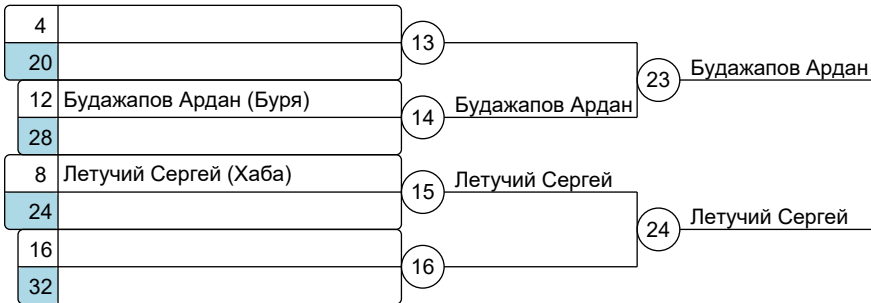 4
13
20
23 Будажапов Ардан
12 Будажапов Ардан (Буря)
14 Будажапов Ардан
28
8 Летучий Сергей (Хаба)
15 Летучий Сергей
24
24 Летучий Сергей
16
16
32